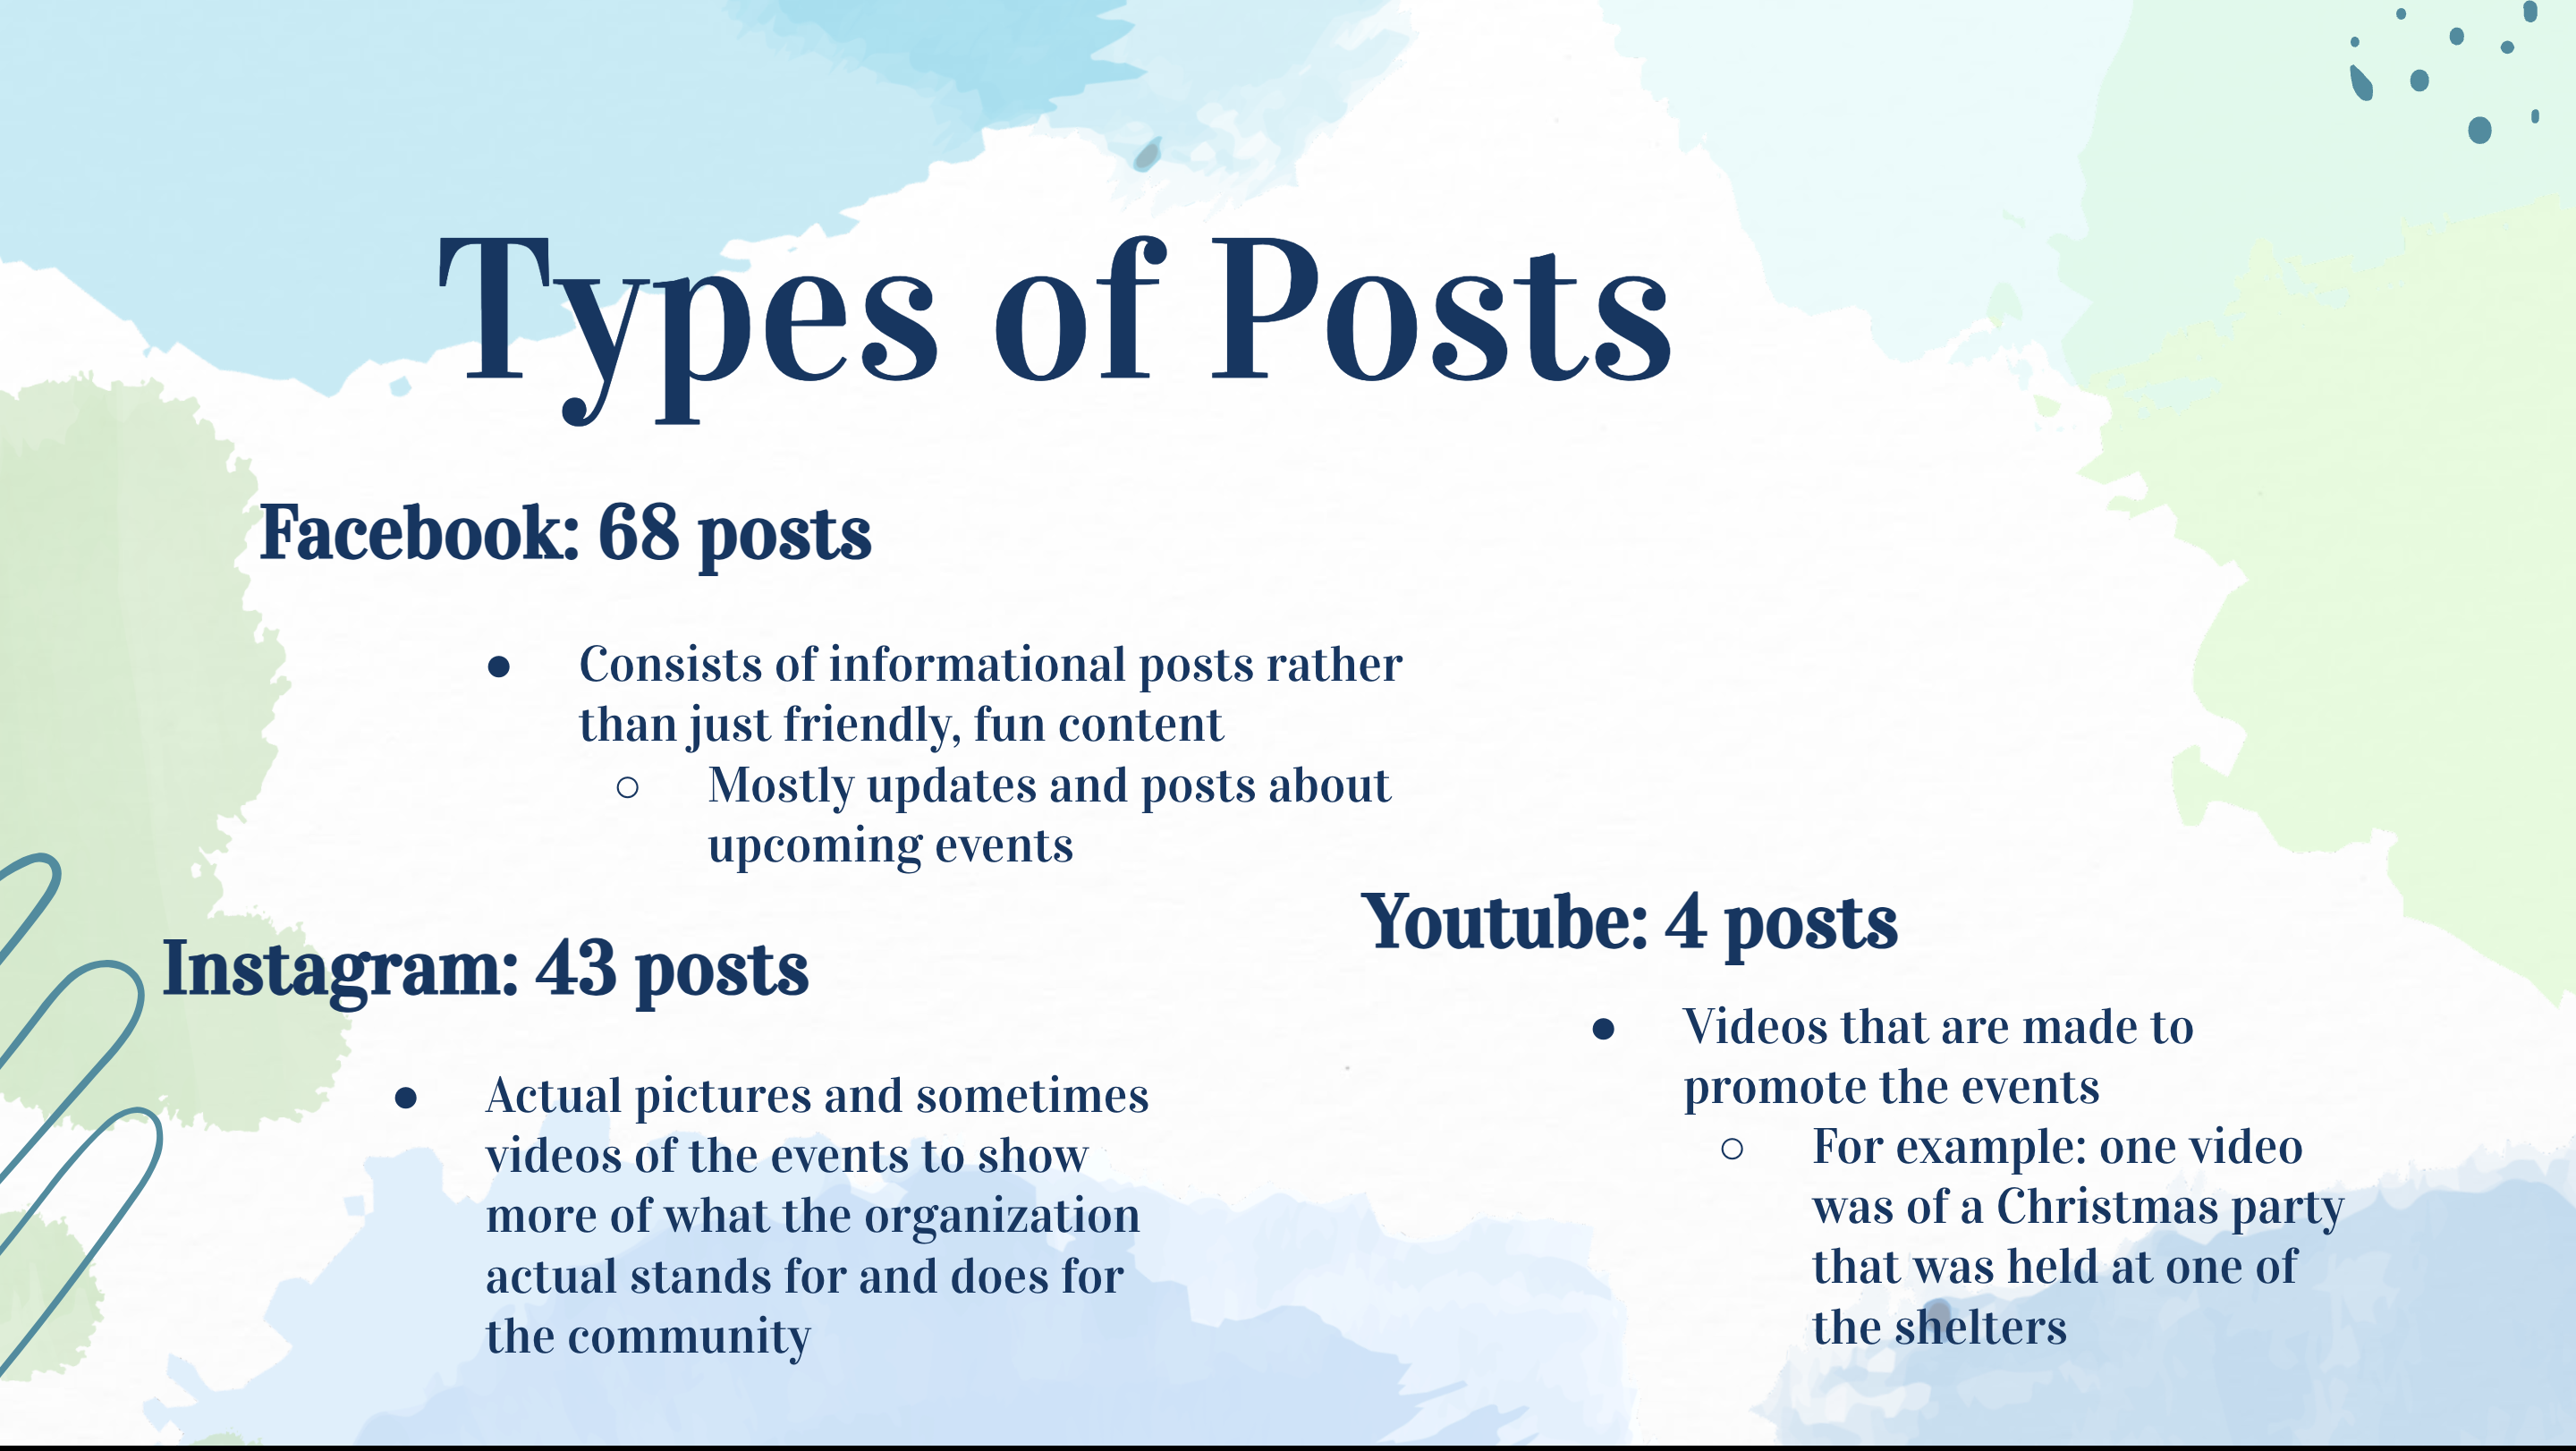 Types of Posts
Facebook: 68 posts
● Consists of informational posts rather
than just friendly, fun content
○ Mostly updates and posts about
upcoming events
Instagram: 43 posts
● Actual pictures and sometimes
videos of the events to show
more of what the organization
actual stands for and does for
the community
Youtube: 4 posts
● Videos that are made to
promote the events
○ For example: one video
was of a Christmas party
that was held at one of
the shelters